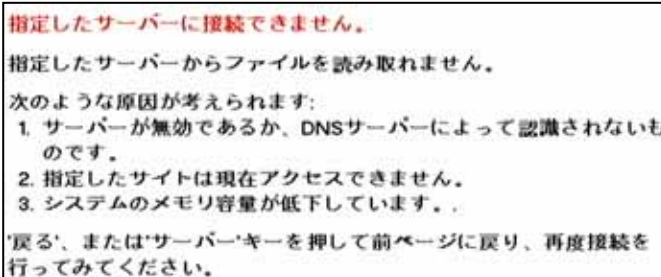 指定したサーバーに接続できません。
指定したサーバーからファイルを読み取れません。
次のような原因が考えられます:
1. サーバーが無効であるか、DNSサーバーによって認識されないも
のです。
2. 指定したサイトは現在アクセスできません。
3. システムのメモリ容量が低下しています。.
'戻る'、または'サーバー'キーを押して前ページに戻り、再度接続を
行ってみてください。